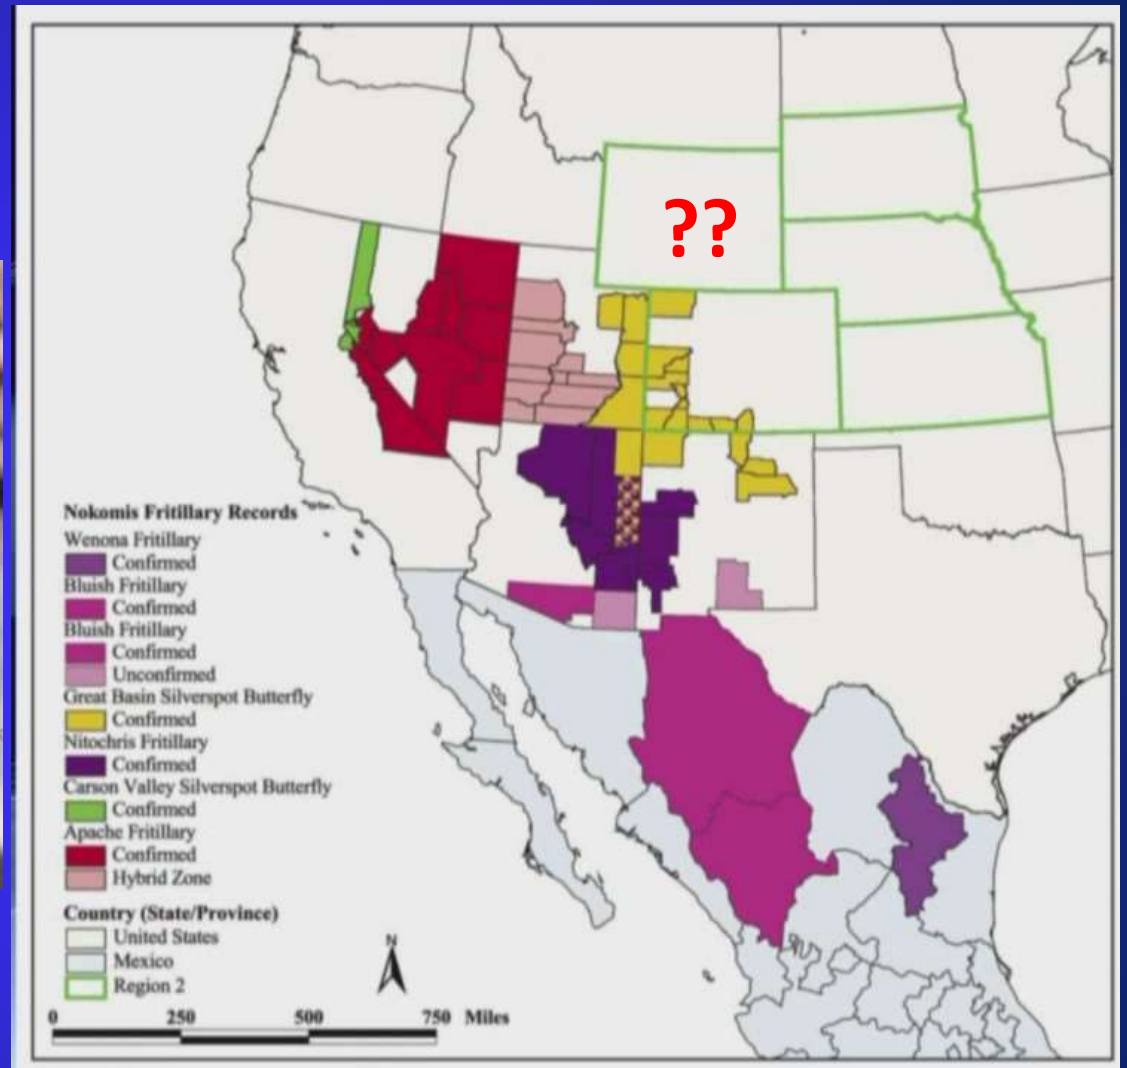 ??
Nokomis Fritillary Records
Wenona Fritillary
Confirmed
Bluish Fritillary
Confirmed
Bluish Fritillary
Confirmed
Unconfirmed
Great Basin Silverspot Butterfly
Confirmed
Nitochris Fritillary
Confirmed
Carson Valley Silverspot Butterfly
Confirmed
Apache Fritillary
Confirmed
Hybrid Zone
Country (State/Province)
United States
Mexico
Region 2
N
0 250 500 750 Miles